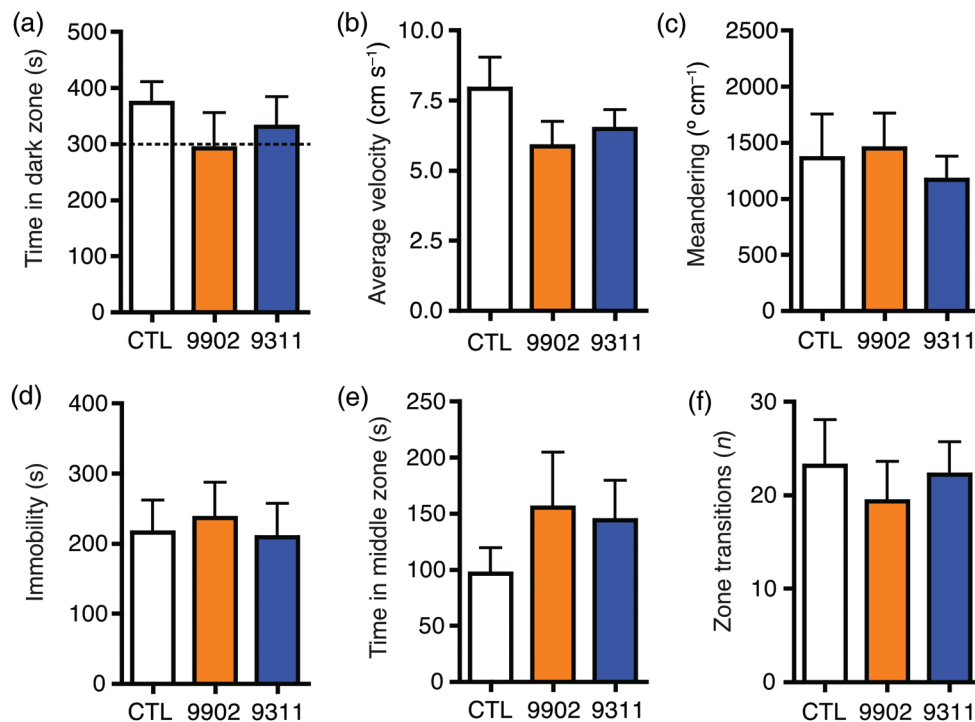 (a)
Time in dark zone (s)
500
400
300
200
100
0
CTL 9902 9311
(b)
Average velocity (cm s⁻¹)
10.0
7.5
5.0
2.5
0.0
CTL 9902 9311
(c)
Meandering (º cm⁻¹)
2500
2000
1500
1000
500
0
CTL 9902 9311
(d)
Immobility (s)
400
300
200
100
0
CTL 9902 9311
(e)
Time in middle zone (s)
250
200
150
100
50
0
CTL 9902 9311
(f)
Zone transitions (n)
30
20
10
0
CTL 9902 9311